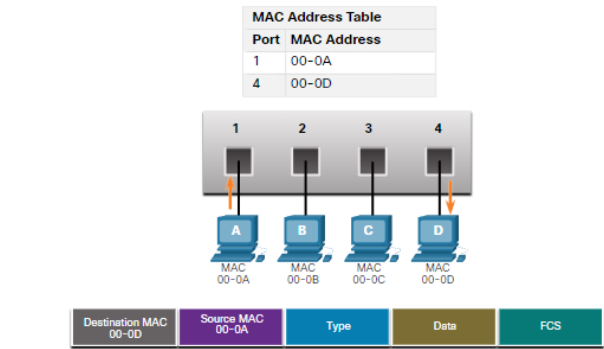 MAC Address Table
Port MAC Address
1 00-0A
4 00-0D
1 2 3 4
A B C D
MAC MAC MAC MAC
00-0A 00-0B 00-0C 00-0D
Destination MAC
00-0D
Source MAC
00-0A
Type
Data
FCS